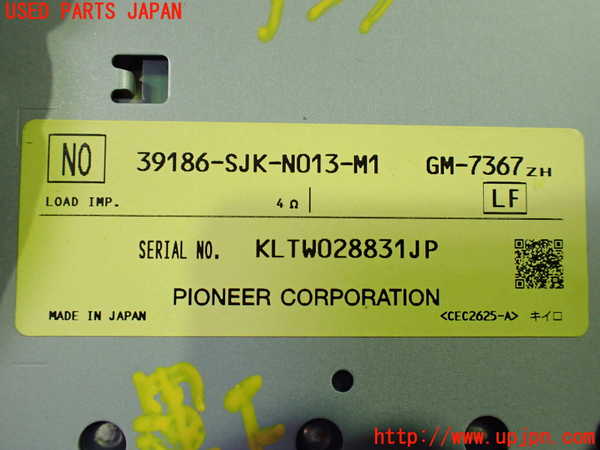 USED PARTS JAPAN
NO 39186-SJK-N013-M1 GM-7367ZH
LOAD IMP. 4Ω LF
SERIAL NO. KLTW028831JP
PIONEER CORPORATION
MADE IN JAPAN <CEC2625-A> キイロ
http://www.upjpn.com